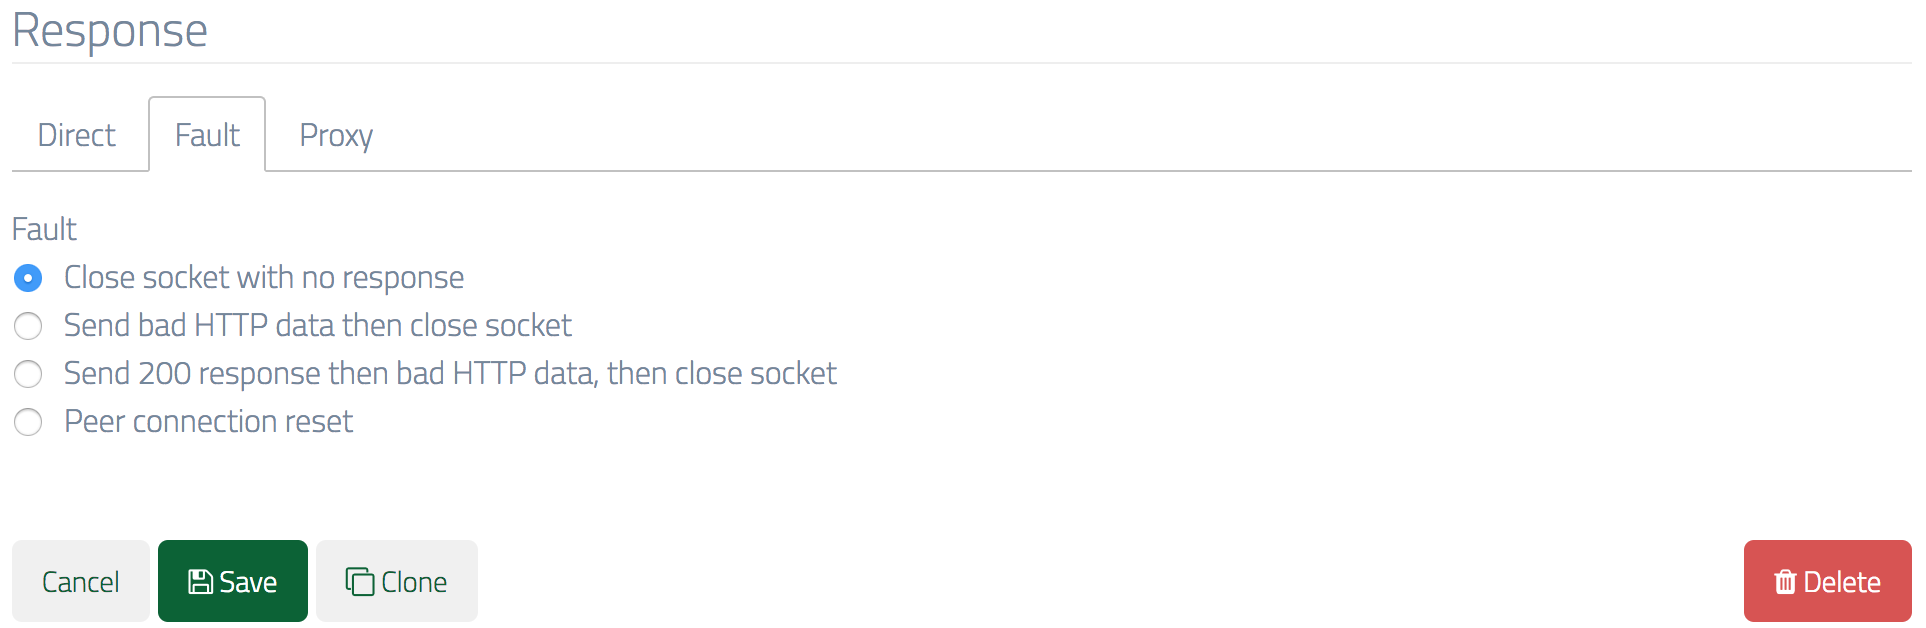 Response
Direct Fault Proxy
Fault
Close socket with no response
Send bad HTTP data then close socket
Send 200 response then bad HTTP data, then close socket
Peer connection reset
Cancel Save Clone Delete